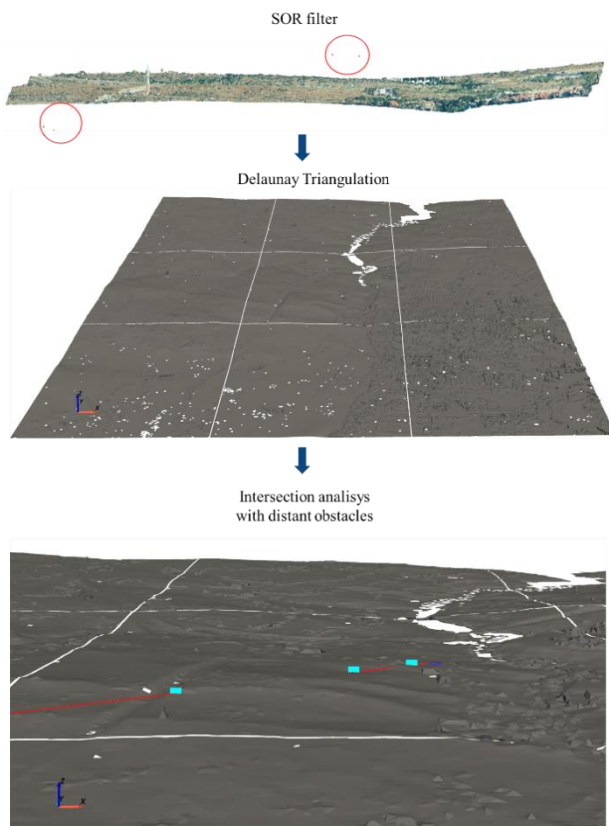 SOR filter
Delaunay Triangulation
Z
X
Intersection analisys
with distant obstacles
Z
Y
X